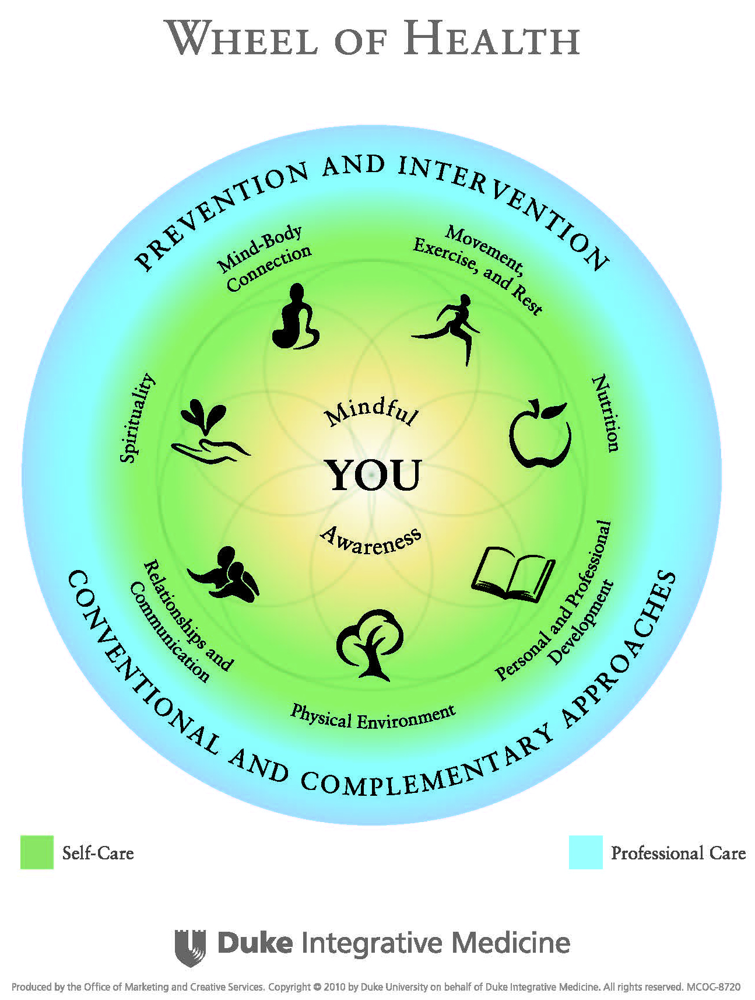 WHEEL OF HEALTH
PREVENTION AND INTERVENTION
Mind-Body
Connection
Movement,
Exercise, and Rest
Spirituality
Nutrition
Mindful
YOU
Awareness
Relationships and
Communication
Personal and Professional
Development
Physical Environment
CONVENTIONAL AND COMPLEMENTARY APPROACHES
Self-Care
Professional Care
Duke Integrative Medicine
Produced by the Office of Marketing and Creative Services. Copyright © 2010 by Duke University on behalf of Duke Integrative Medicine. All rights reserved. MCOC-8720